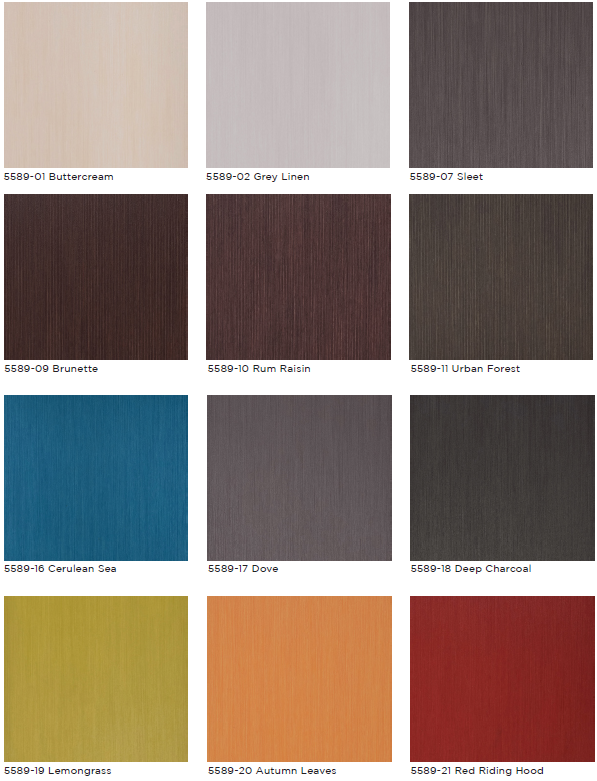 5589-01 Buttercream
5589-02 Grey Linen
5589-07 Sleet
5589-09 Brunette
5589-10 Rum Raisin
5589-11 Urban Forest
5589-16 Cerulean Sea
5589-17 Dove
5589-18 Deep Charcoal
5589-19 Lemongrass
5589-20 Autumn Leaves
5589-21 Red Riding Hood